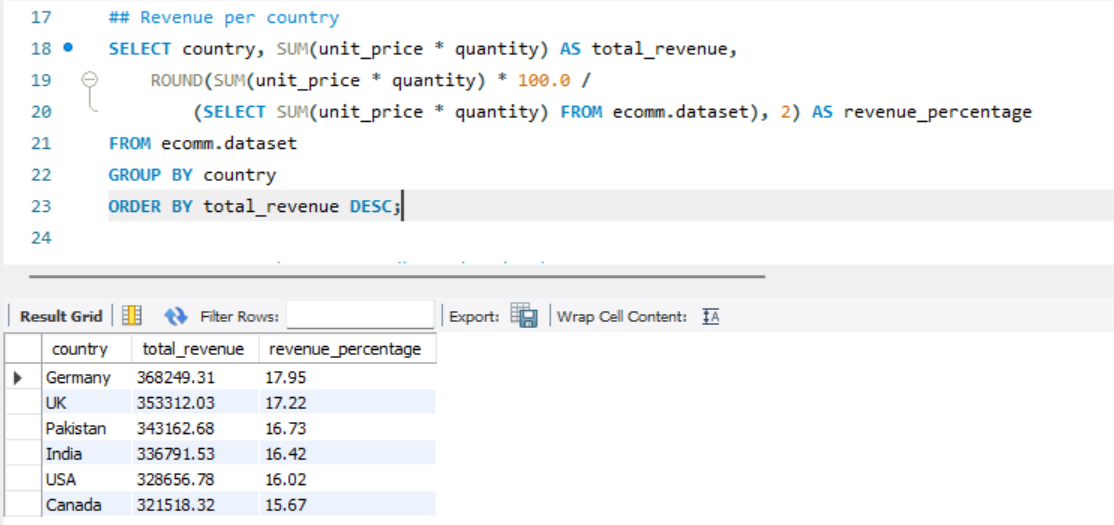 17 ## Revenue per country
18 SELECT country, SUM(unit_price * quantity) AS total_revenue,
19 ROUND(SUM(unit_price * quantity) * 100.0 /
20 (SELECT SUM(unit_price * quantity) FROM ecomm.dataset), 2) AS revenue_percentage
21 FROM ecomm.dataset
22 GROUP BY country
23 ORDER BY total_revenue DESC;
24
Result Grid Filter Rows: Export: Wrap Cell Content: IA
country total_revenue revenue_percentage
Germany 368249.31 17.95
UK 353312.03 17.22
Pakistan 343162.68 16.73
India 336791.53 16.42
USA 328656.78 16.02
Canada 321518.32 15.67